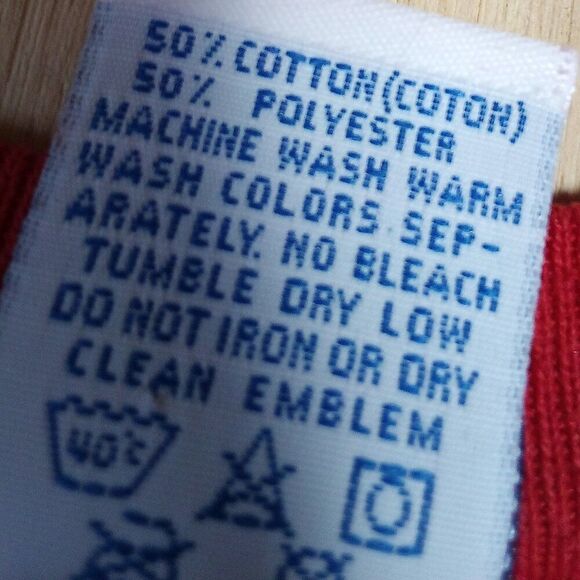 50% COTTON (COTON)
50% POLYESTER
MACHINE WASH WARM
WASH COLORS SEP-
ARATELY. NO BLEACH
TUMBLE DRY LOW
DO NOT IRON OR DRY
CLEAN EMBLEM
40°C